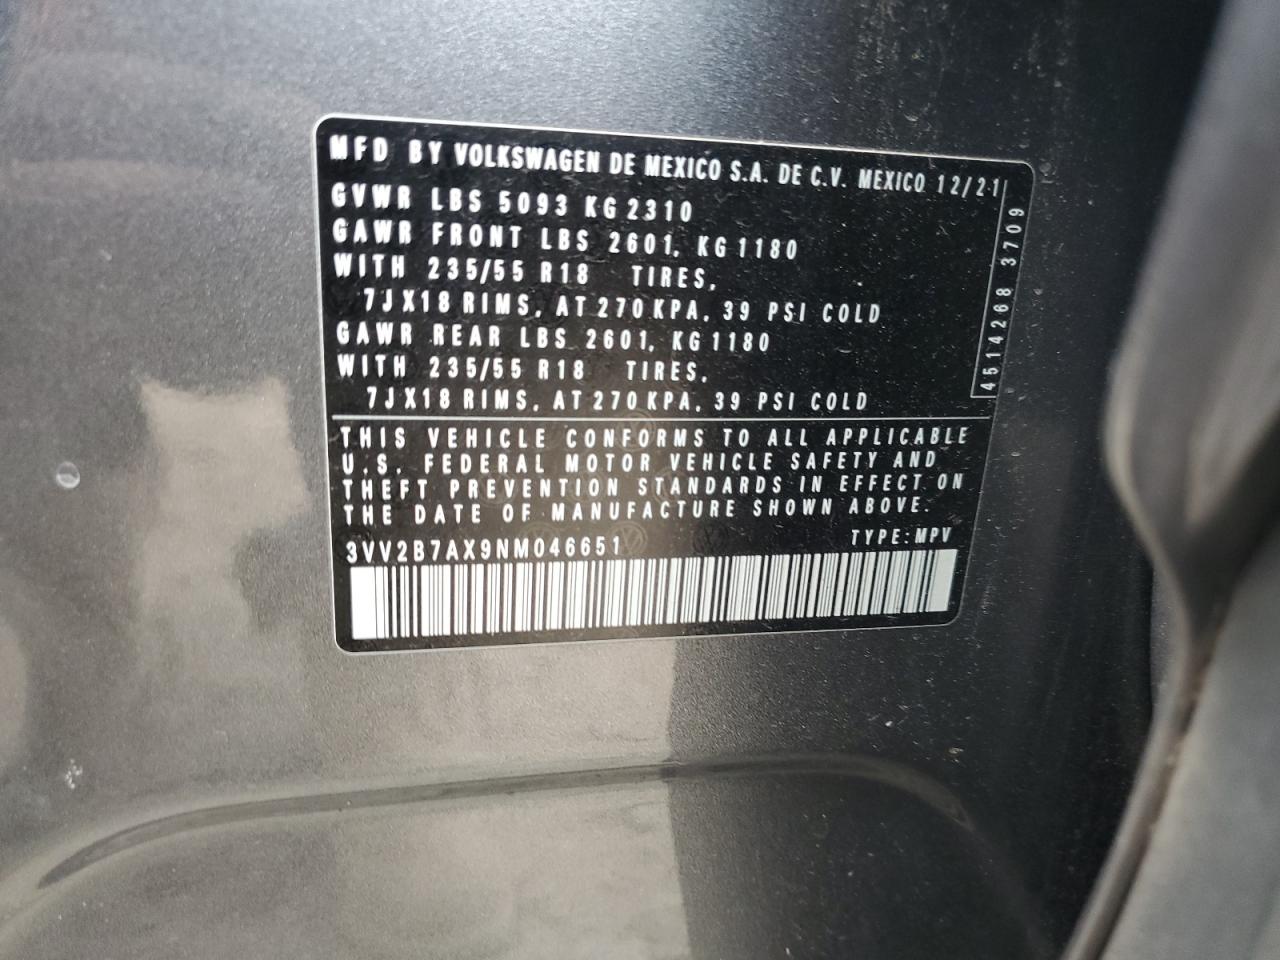 MFD BY VOLKSWAGEN DE MEXICO S.A. DE C.V. MEXICO 12/21
GVWR LBS 5093 KG 2310
GAWR FRONT LBS 2601, KG 1180
WITH 235/55 R18 TIRES,
7JX18 RIMS, AT 270 KPA, 39 PSI COLD
GAWR REAR LBS 2601, KG 1180
WITH 235/55 R18 TIRES,
7JX18 RIMS, AT 270 KPA, 39 PSI COLD
4514268 3709
THIS VEHICLE CONFORMS TO ALL APPLICABLE
U.S. FEDERAL MOTOR VEHICLE SAFETY AND
THEFT PREVENTION STANDARDS IN EFFECT ON
THE DATE OF MANUFACTURE SHOWN ABOVE.
3VV2B7AX9NM046651 TYPE:MPV